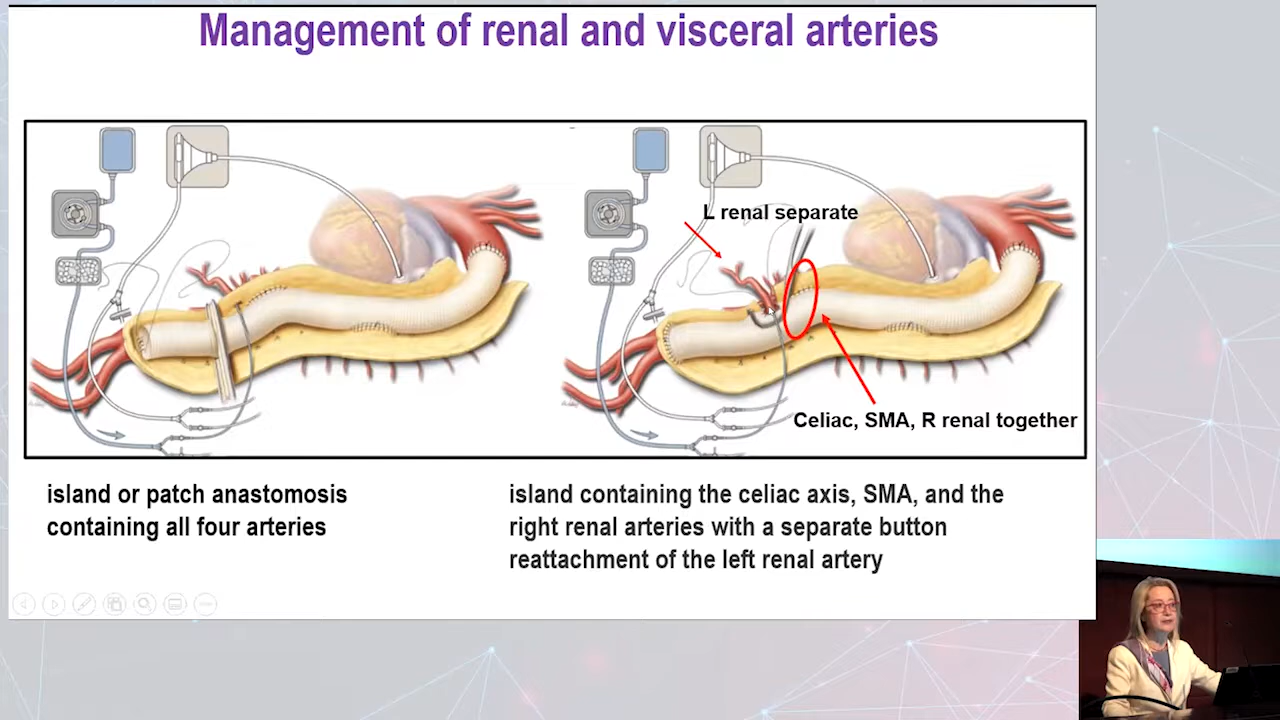 Management of renal and visceral arteries
L renal separate
Celiac, SMA, R renal together
island or patch anastomosis
containing all four arteries
island containing the celiac axis, SMA, and the
right renal arteries with a separate button
reattachment of the left renal artery